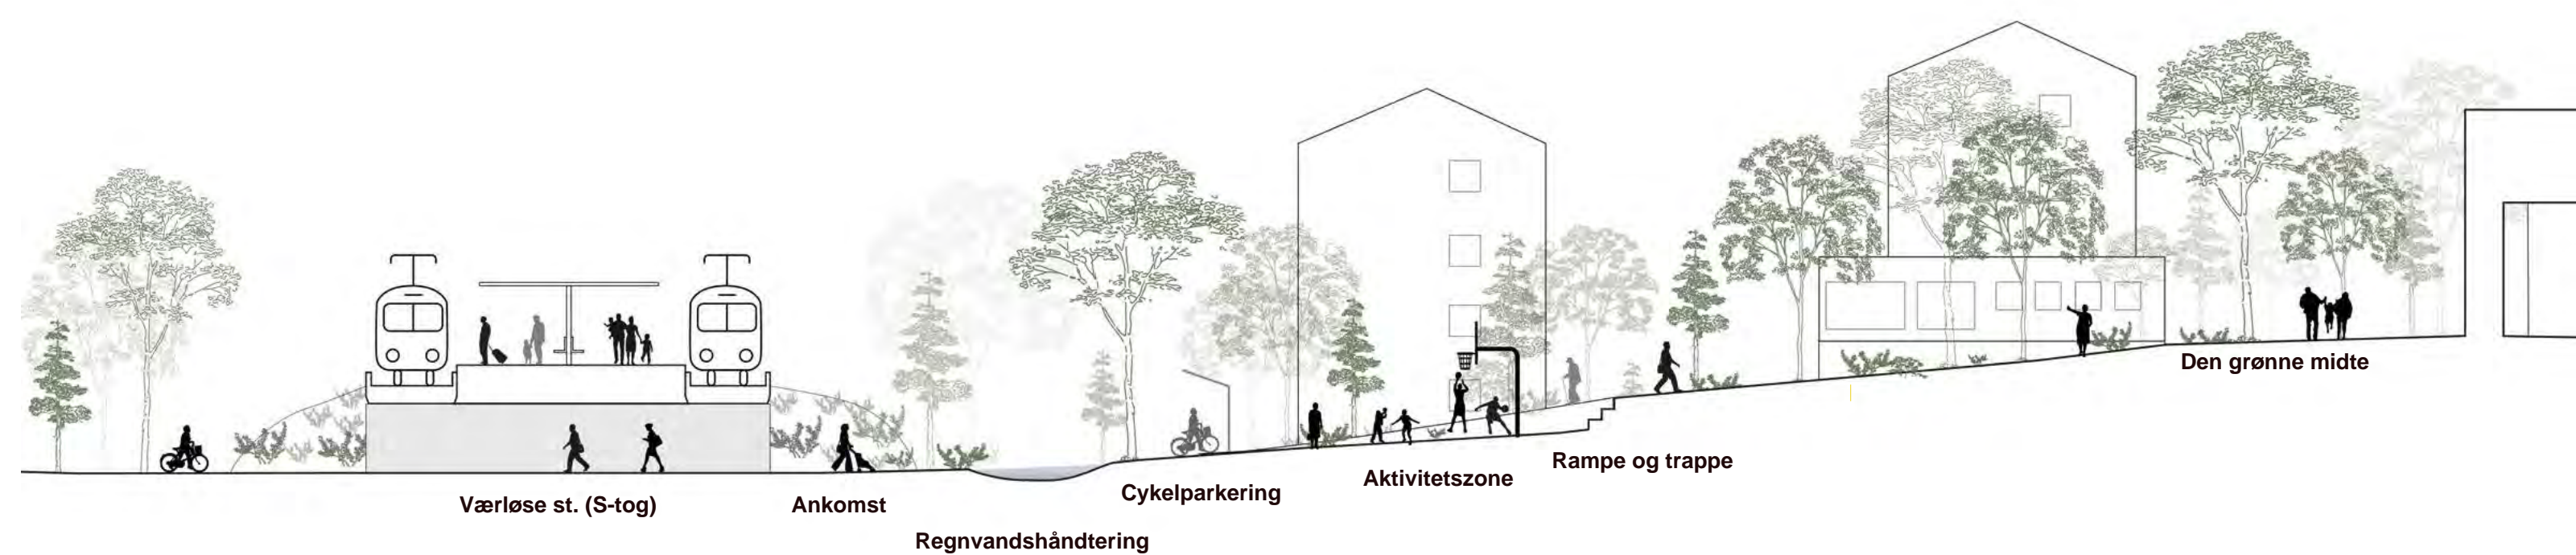 Værløse st. (S-tog)
Ankomst
Regnvandshåndtering
Cykelparkering
Aktivitetszone
Rampe og trappe
Den grønne midte